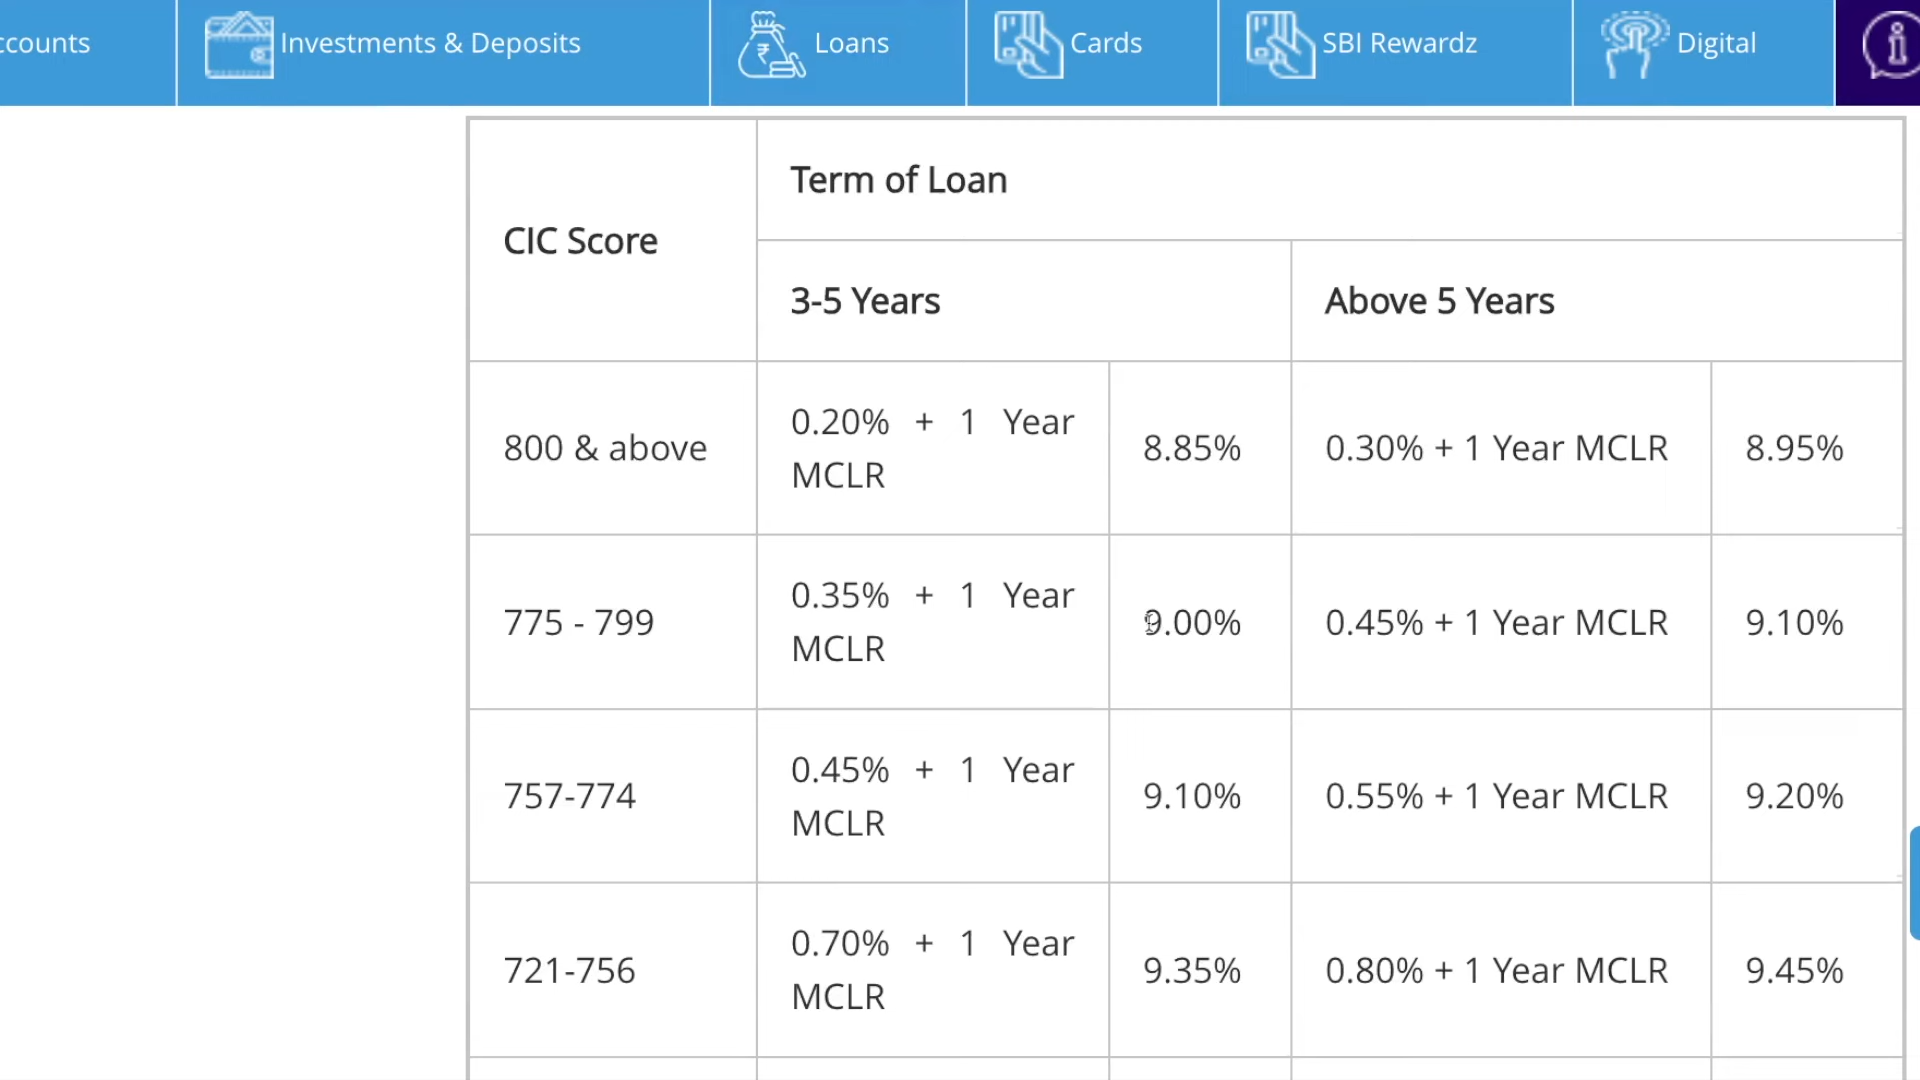 ccounts
Investments & Deposits
Loans
Cards
SBI Rewardz
Digital
CIC Score
Term of Loan
3-5 Years
Above 5 Years
800 & above
0.20% + 1 Year
MCLR
8.85%
0.30% + 1 Year MCLR
8.95%
775 - 799
0.35% + 1 Year
MCLR
9.00%
0.45% + 1 Year MCLR
9.10%
757-774
0.45% + 1 Year
MCLR
9.10%
0.55% + 1 Year MCLR
9.20%
721-756
0.70% + 1 Year
MCLR
9.35%
0.80% + 1 Year MCLR
9.45%